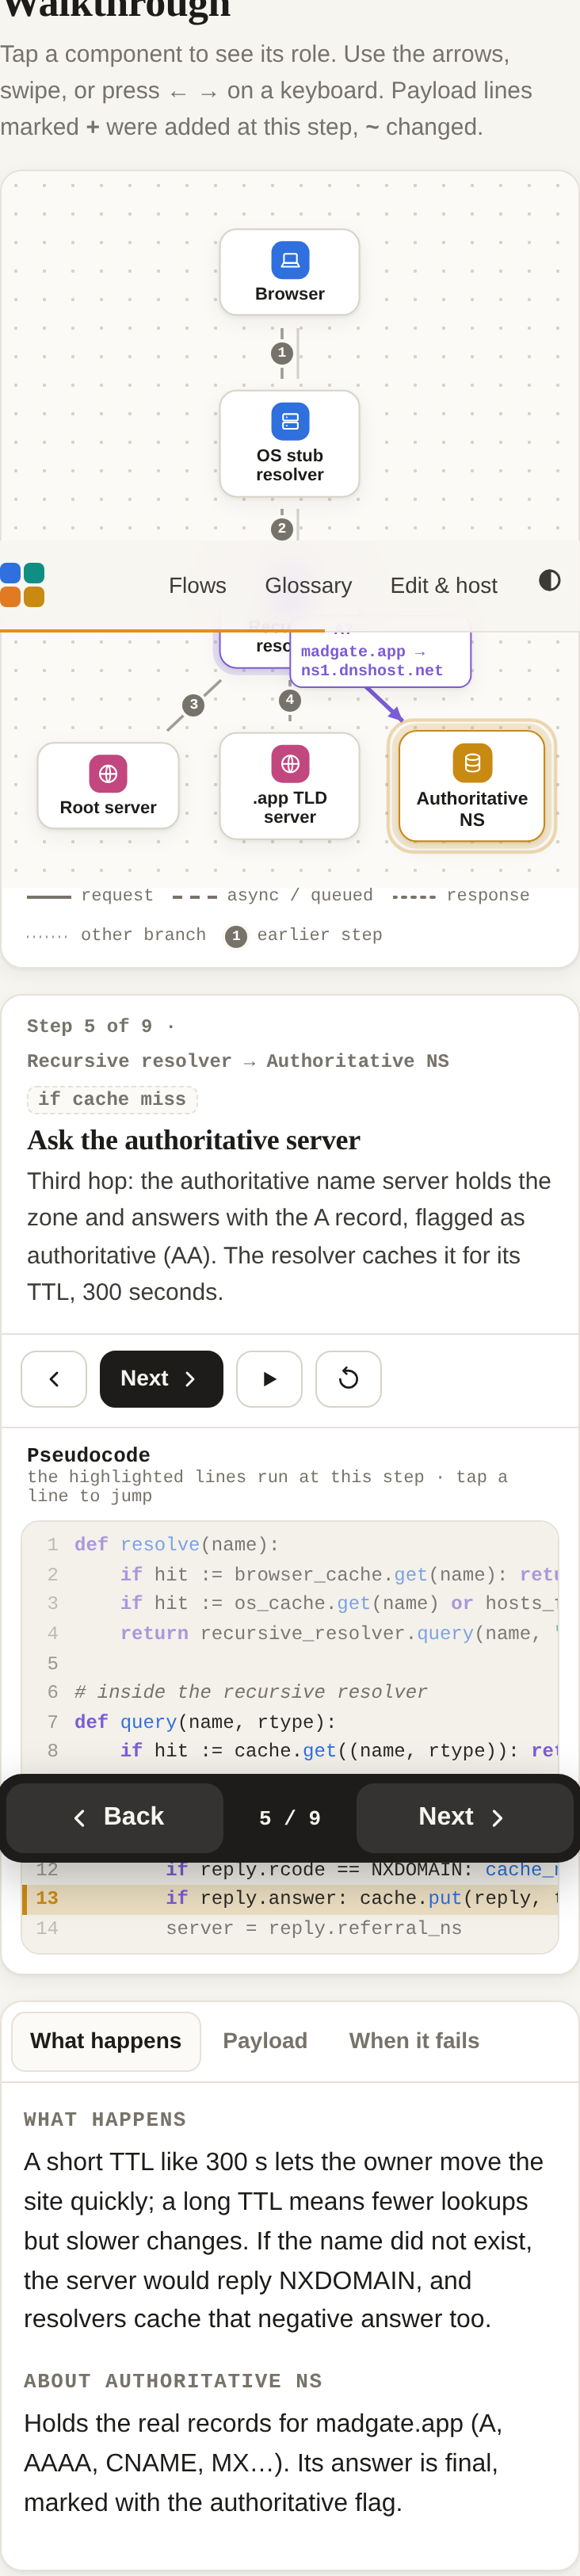 Walkthrough
Tap a component to see its role. Use the arrows,
swipe, or press ← → on a keyboard. Payload lines
marked + were added at this step, ~ changed.
Browser
1
OS stub
resolver
2
Flows
Glossary
Edit & host
madgate.app →
ns1.dnshost.net
3
4
Root server
.app TLD
server
Authoritative
NS
request
async / queued
response
other branch
1 earlier step
Step 5 of 9 ·
Recursive resolver → Authoritative NS
if cache miss
Ask the authoritative server
Third hop: the authoritative name server holds the
zone and answers with the A record, flagged as
authoritative (AA). The resolver caches it for its
TTL, 300 seconds.
Next
Pseudocode
the highlighted lines run at this step · tap a
line to jump
1 def resolve(name):
2 if hit := browser_cache.get(name):
3 if hit := os_cache.get(name) or
4 return recursive_resolver.query(name,
5
6 # inside the recursive resolver
7 def query(name, rtype):
8 if hit := cache.get((name, rtype)):
Back
5 / 9
Next
12 if reply.rcode == NXDOMAIN:
13 if reply.answer: cache.put(reply,
14 server = reply.referral_ns
What happens
Payload
When it fails
WHAT HAPPENS
A short TTL like 300 s lets the owner move the
site quickly; a long TTL means fewer lookups
but slower changes. If the name did not exist,
the server would reply NXDOMAIN, and
resolvers cache that negative answer too.
ABOUT AUTHORITATIVE NS
Holds the real records for madgate.app (A,
AAAA, CNAME, MX…). Its answer is final,
marked with the authoritative flag.